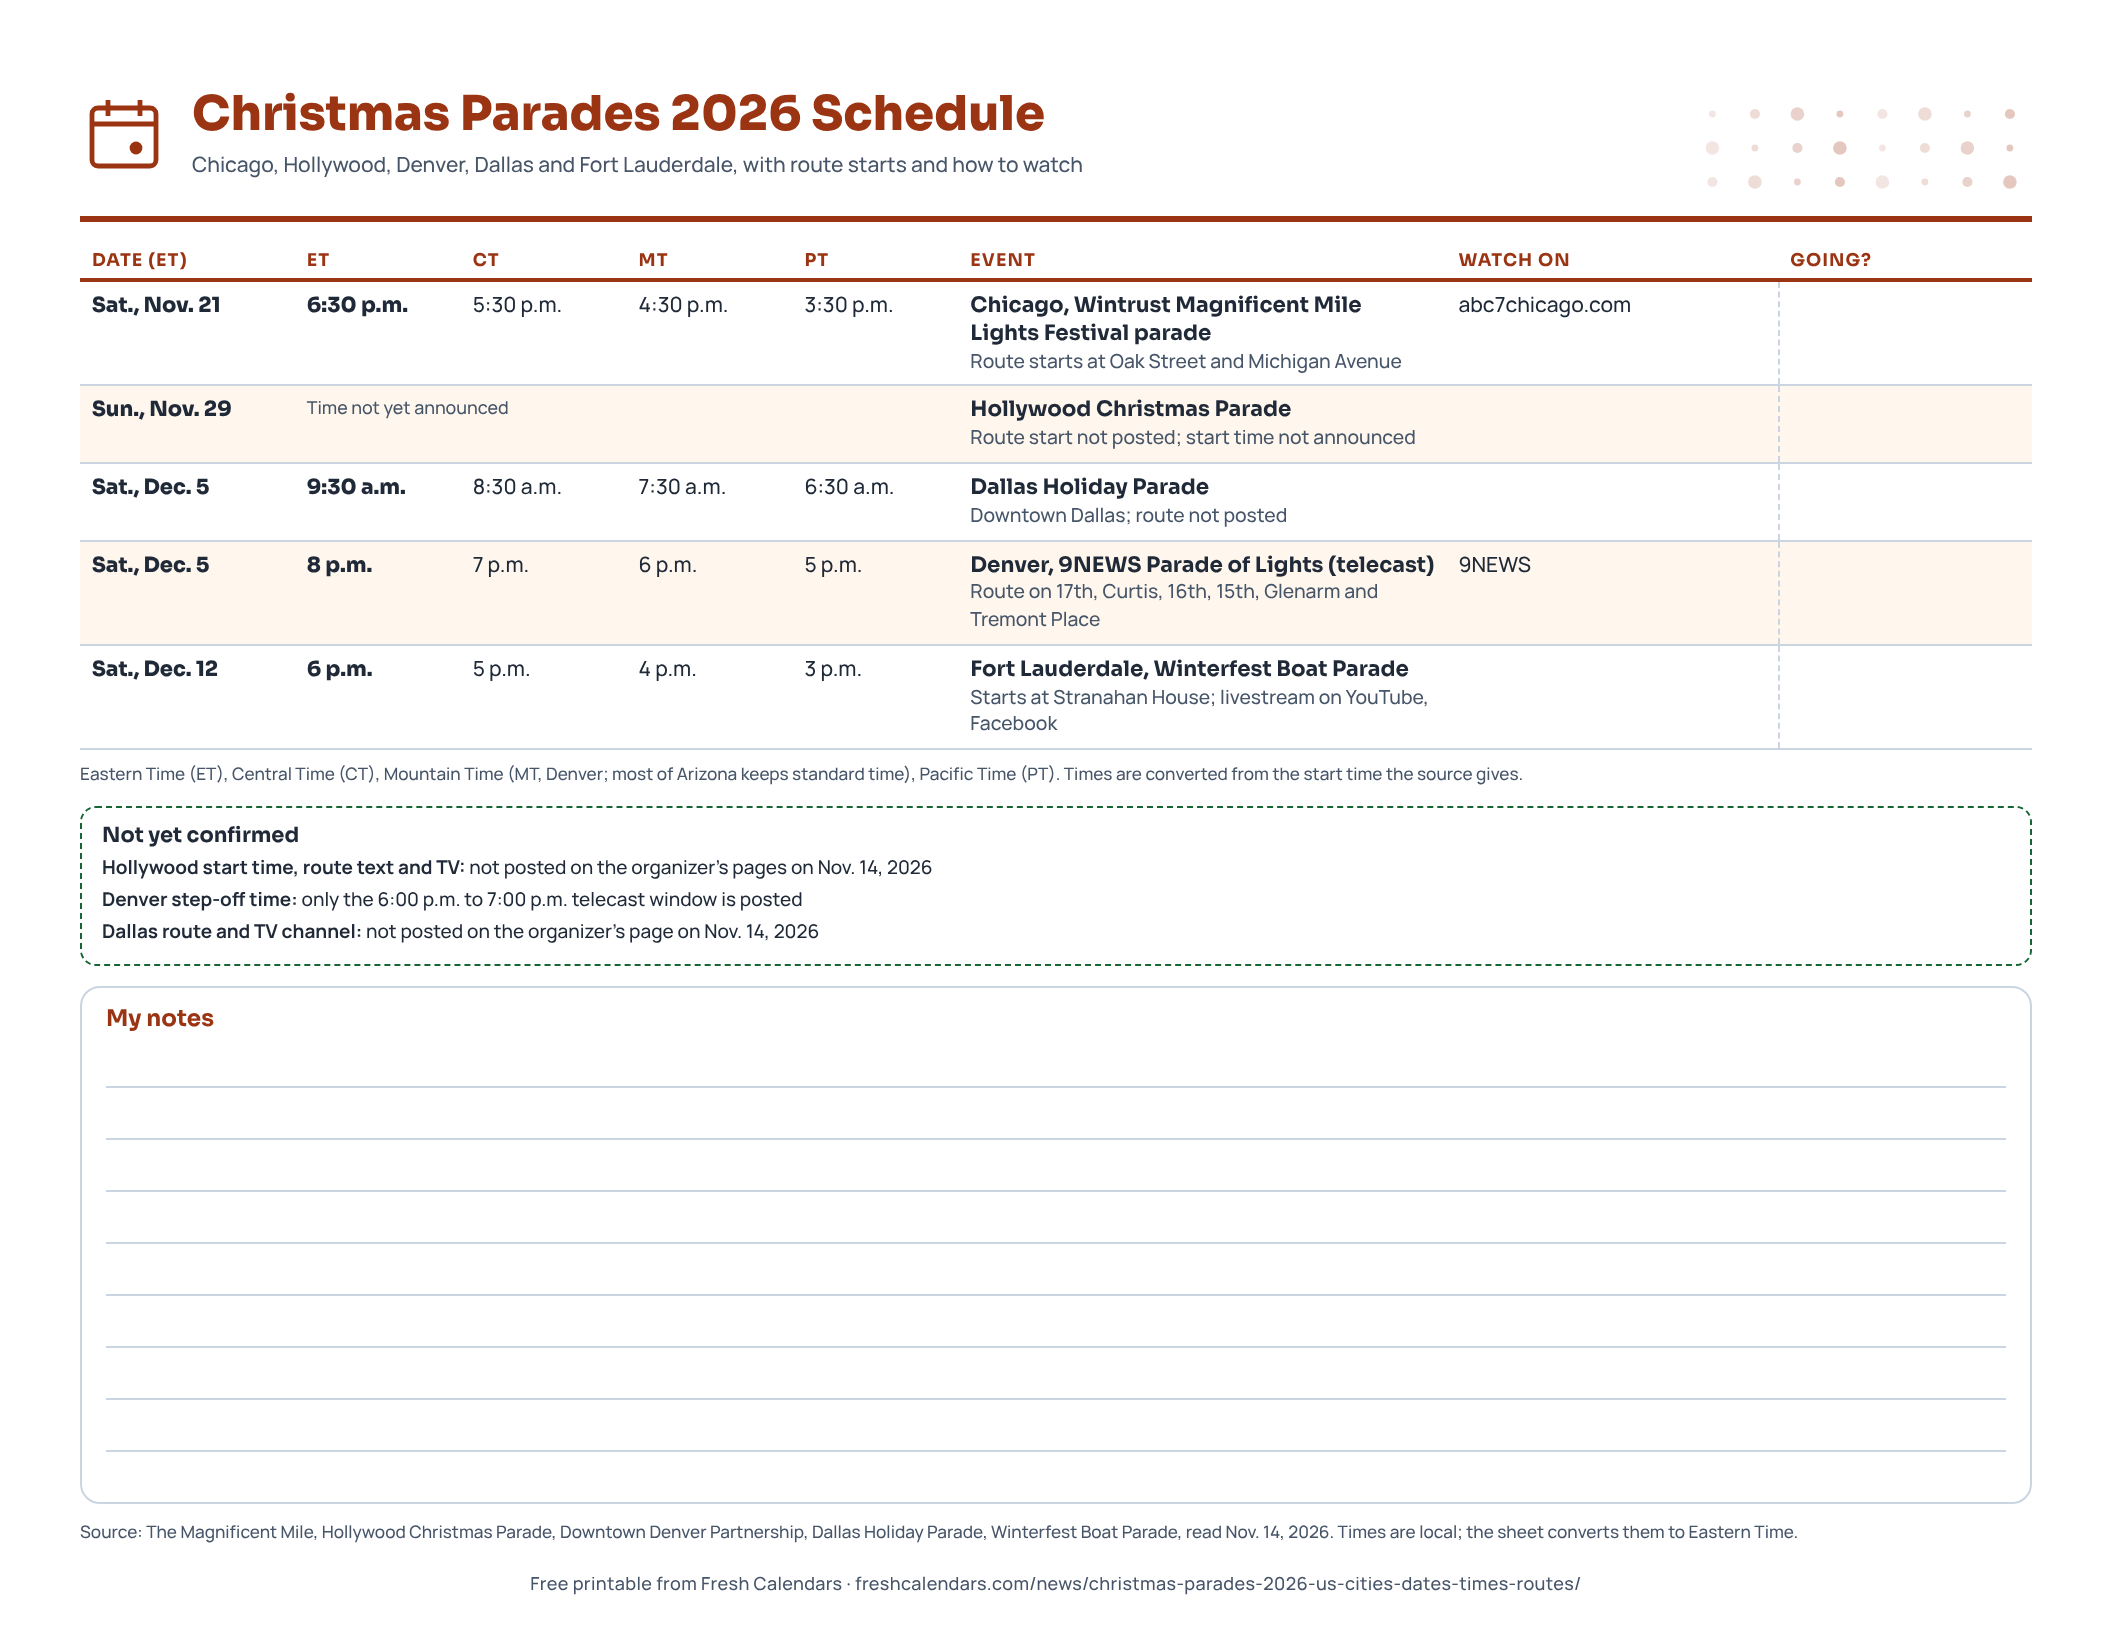 Christmas Parades 2026 Schedule
Chicago, Hollywood, Denver, Dallas and Fort Lauderdale, with route starts and how to watch
DATE (ET) ET CT MT PT EVENT WATCH ON GOING?
Sat., Nov. 21 6:30 p.m. 5:30 p.m. 4:30 p.m. 3:30 p.m. Chicago, Wintrust Magnificent Mile abc7chicago.com
Lights Festival parade
Route starts at Oak Street and Michigan Avenue
Sun., Nov. 29 Time not yet announced Hollywood Christmas Parade
Route start not posted; start time not announced
Sat., Dec. 5 9:30 a.m. 8:30 a.m. 7:30 a.m. 6:30 a.m. Dallas Holiday Parade
Downtown Dallas; route not posted
Sat., Dec. 5 8 p.m. 7 p.m. 6 p.m. 5 p.m. Denver, 9NEWS Parade of Lights (telecast) 9NEWS
Route on 17th, Curtis, 16th, 15th, Glenarm and
Tremont Place
Sat., Dec. 12 6 p.m. 5 p.m. 4 p.m. 3 p.m. Fort Lauderdale, Winterfest Boat Parade
Starts at Stranahan House; livestream on YouTube,
Facebook
Eastern Time (ET), Central Time (CT), Mountain Time (MT, Denver; most of Arizona keeps standard time), Pacific Time (PT). Times are converted from the start time the source gives.
Not yet confirmed
Hollywood start time, route text and TV: not posted on the organizer's pages on Nov. 14, 2026
Denver step-off time: only the 6:00 p.m. to 7:00 p.m. telecast window is posted
Dallas route and TV channel: not posted on the organizer's page on Nov. 14, 2026
My notes
Source: The Magnificent Mile, Hollywood Christmas Parade, Downtown Denver Partnership, Dallas Holiday Parade, Winterfest Boat Parade, read Nov. 14, 2026. Times are local; the sheet converts them to Eastern Time.
Free printable from Fresh Calendars · freshcalendars.com/news/christmas-parades-2026-us-cities-dates-times-routes/